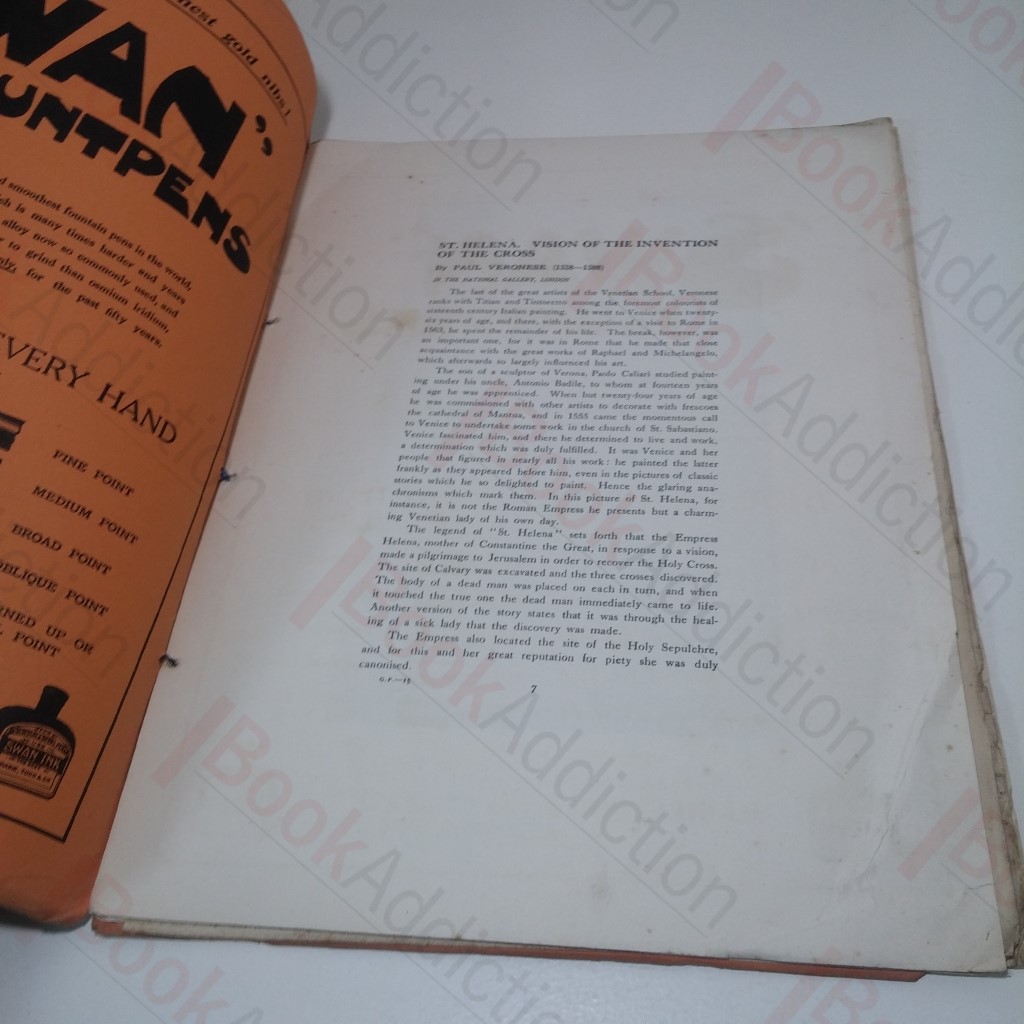 finest gold nibs!
WAN"
UNTPENS
d smoothest fountain pens in the world,
ch is many times harder and years
alloy now so commonly used, and
r to grind than osmium iridium,
only, for the past fifty years.
EVERY HAND
FINE POINT
MEDIUM POINT
BROAD POINT
OBLIQUE POINT
RNED UP OR
POINT
SWAN INK
ST. HELENA. VISION OF THE INVENTION
OF THE CROSS
By PAUL VERONESE (1528—1588)
IN THE NATIONAL GALLERY, LONDON
The last of the great artists of the Venetian School, Veronese
ranks with Titian and Tintoretto among the foremost colourists of
sixteenth century Italian painting. He went to Venice when twenty-
six years of age, and there, with the exception of a visit to Rome in
1563, he spent the remainder of his life. The break, however, was
an important one, for it was in Rome that he made that close
acquaintance with the great works of Raphael and Michelangelo,
which afterwards so largely influenced his art.
The son of a sculptor of Verona, Paolo Caliari studied paint-
ing under his uncle, Antonio Badile, to whom at fourteen years
of age he was apprenticed. When but twenty-four years of age
he was commissioned with other artists to decorate with frescoes
the cathedral of Mantua, and in 1555 came the momentous call
to Venice to undertake some work in the church of St. Sabastiano.
Venice fascinated him, and there he determined to live and work,
a determination which was duly fulfilled. It was Venice and her
people that figured in nearly all his work: he painted the latter
frankly as they appeared before him, even in the pictures of classic
stories which he so delighted to paint. Hence the glaring ana-
chronisms which mark them. In this picture of St. Helena, for
instance, it is not the Roman Empress he presents but a charm-
ing Venetian lady of his own day.
The legend of "St. Helena" sets forth that the Empress
Helena, mother of Constantine the Great, in response to a vision,
made a pilgrimage to Jerusalem in order to recover the Holy Cross.
The site of Calvary was excavated and the three crosses discovered.
The body of a dead man was placed on each in turn, and when
it touched the true one the dead man immediately came to life.
Another version of the story states that it was through the heal-
ing of a sick lady that the discovery was made.
The Empress also located the site of the Holy Sepulchre,
and for this and her great reputation for piety she was duly
canonised.
7
BookAddiction